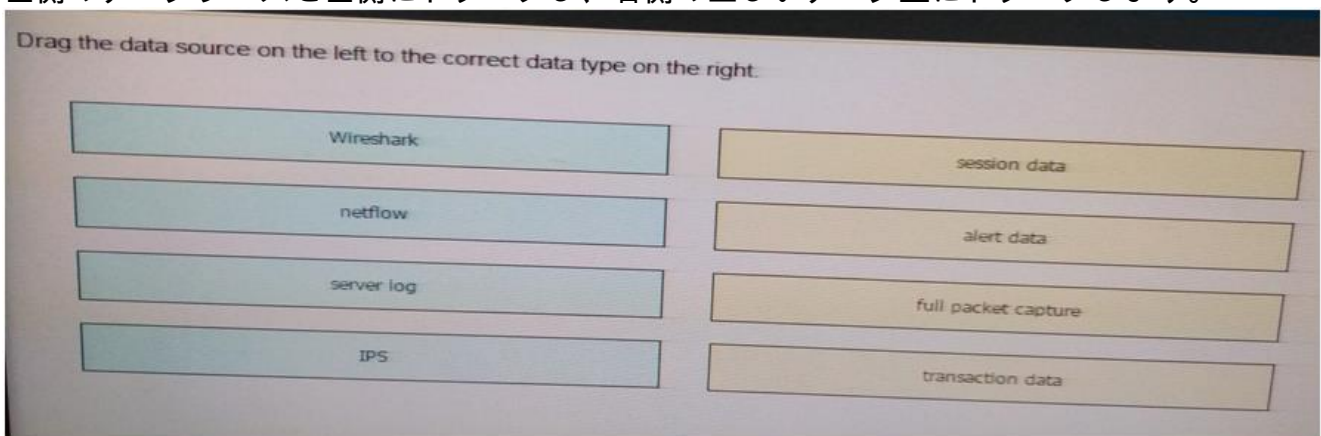 Drag the data source on the left to the correct data type on the right.
Wireshark
session data
netflow
alert data
server log
full packet capture
IPS
transaction data